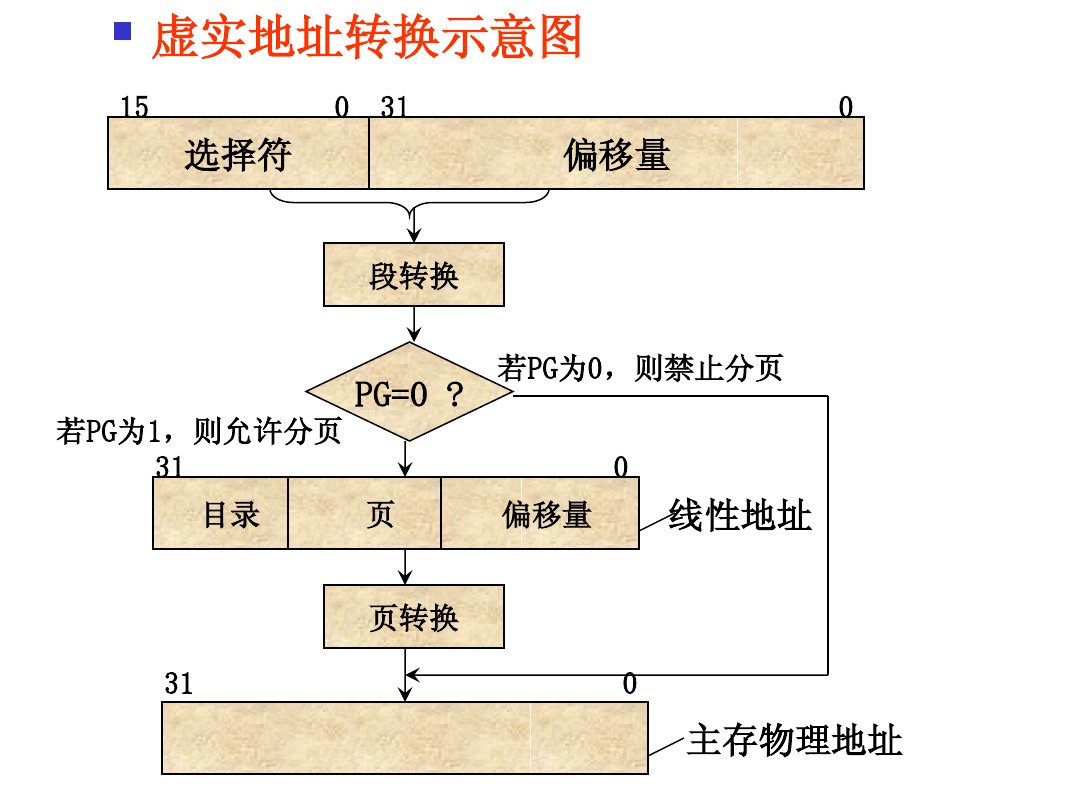 虚实地址转换示意图
15 0 31 0
选择符 偏移量
段转换
若PG为0，则禁止分页
PG=0 ?
若PG为1，则允许分页
31 0
目录 页 偏移量 线性地址
页转换
31 0
主存物理地址